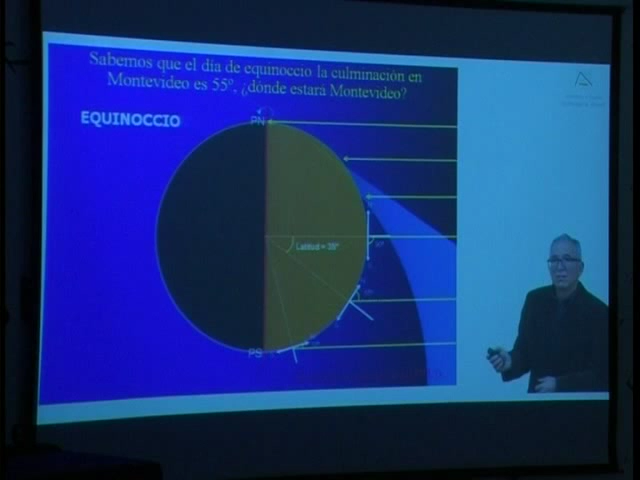 Sabemos que el día de equinoccio la culminación en
Montevideo es 55º. ¿dónde estará Montevideo?
EQUINOCCIO
PN
Latitud = 35º
PS